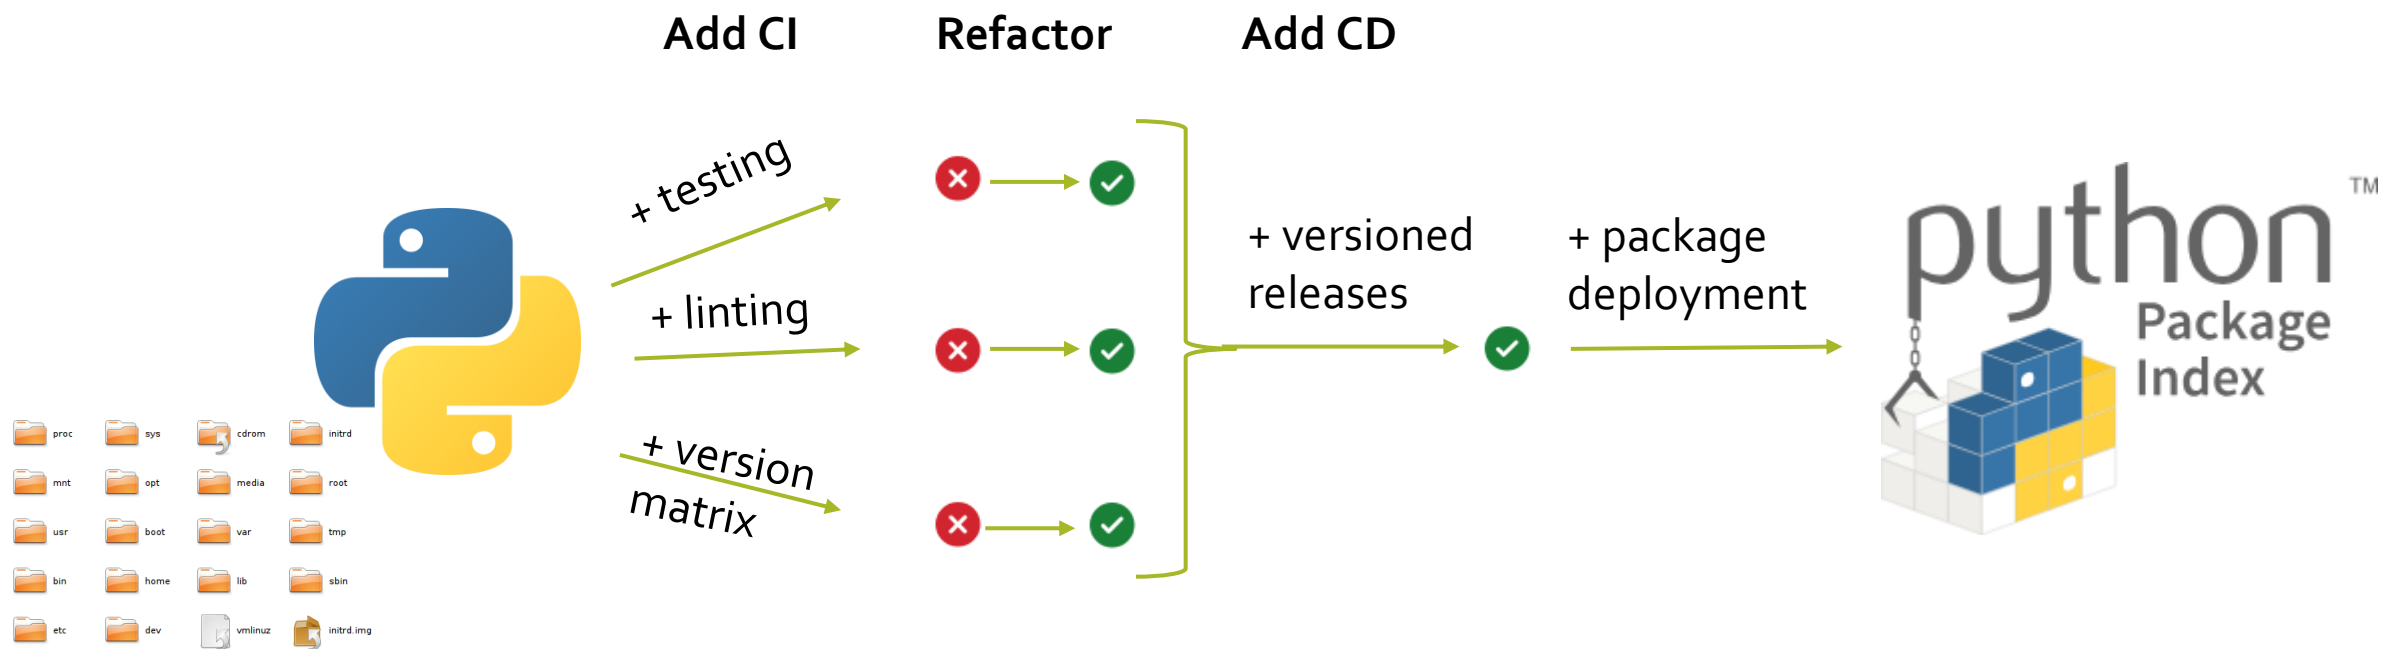 Add CI
Refactor
Add CD
+ testing
+ linting
+ version
matrix
+ versioned
releases
+ package
deployment
python
TM
Package
Index
proc
sys
cdrom
initrd
mnt
opt
media
root
usr
boot
var
tmp
bin
home
lib
sbin
etc
dev
vmlinuz
initrd.img